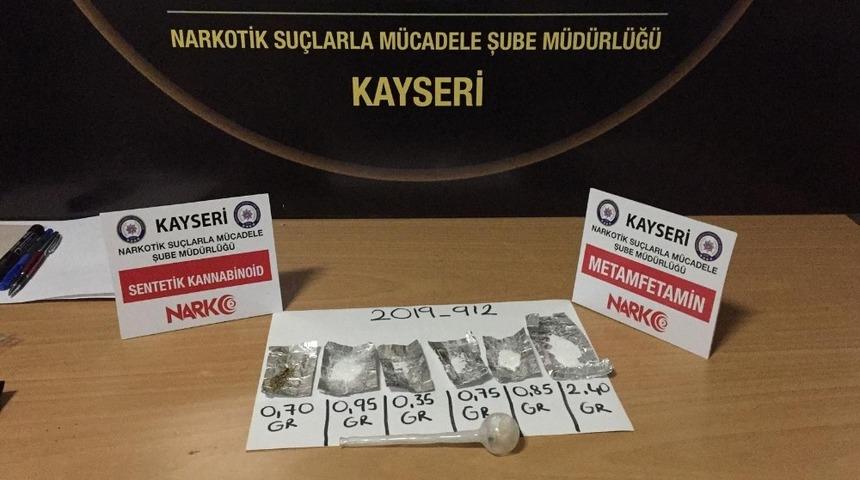 NARKOTİK SUÇLARLA MÜCADELE ŞUBE MÜDÜRLÜĞÜ
KAYSERİ
KAYSERİ
NARKOTİK SUÇLARLA MÜCADELE
ŞUBE MÜDÜRLÜĞÜ
SENTETİK KANNABİNOİD
NARKO
KAYSERİ
NARKOTİK SUÇLARLA MÜCADELE
ŞUBE MÜDÜRLÜĞÜ
METAMFETAMİN
NARKO
2019_912
0,70 GR
0,95 GR
0,35 GR
0,75 GR
0,85 GR
2.40 GR